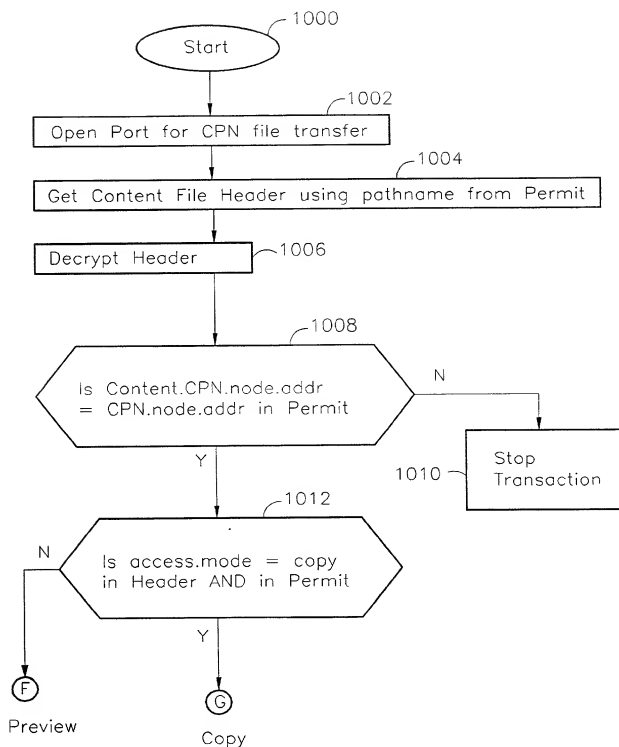 1000
Start
1002
Open Port for CPN file transfer
1004
Get Content File Header using pathname from Permit
Decrypt Header
1006
1008
Is Content.CPN.node.addr
= CPN.node.addr in Permit
N
Y
1010
Stop
Transaction
1012
Is access.mode = copy
in Header AND in Permit
N
Y
F
Preview
G
Copy